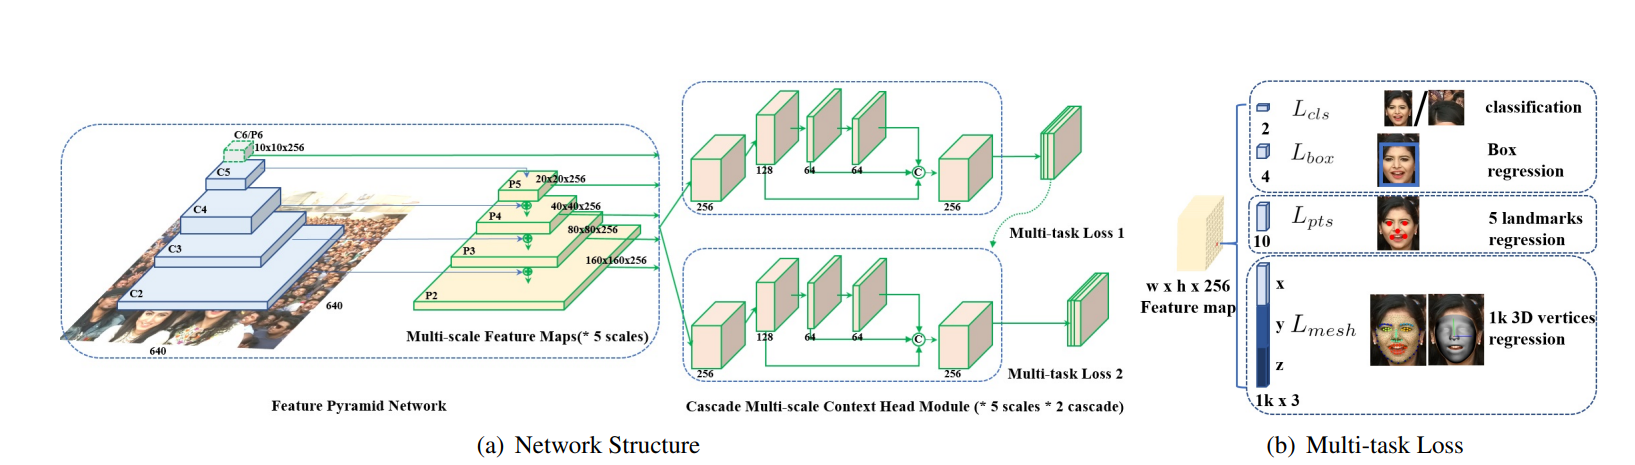 C6/P6
10x10x256
C5
C4
C3
C2
640
640
P5
20x20x256
P4
40x40x256
P3
80x80x256
P2
160x160x256
Multi-scale Feature Maps(* 5 scales)
Feature Pyramid Network
256
128
64
64
C
256
Multi-task Loss 1
256
128
64
64
C
256
Multi-task Loss 2
Cascade Multi-scale Context Head Module (* 5 scales * 2 cascade)
(a) Network Structure
w x h x 256
Feature map
2
L_cls
classification
4
L_box
Box
regression
10
L_pts
5 landmarks
regression
x
y
z
L_mesh
1k 3D vertices
regression
1k x 3
(b) Multi-task Loss